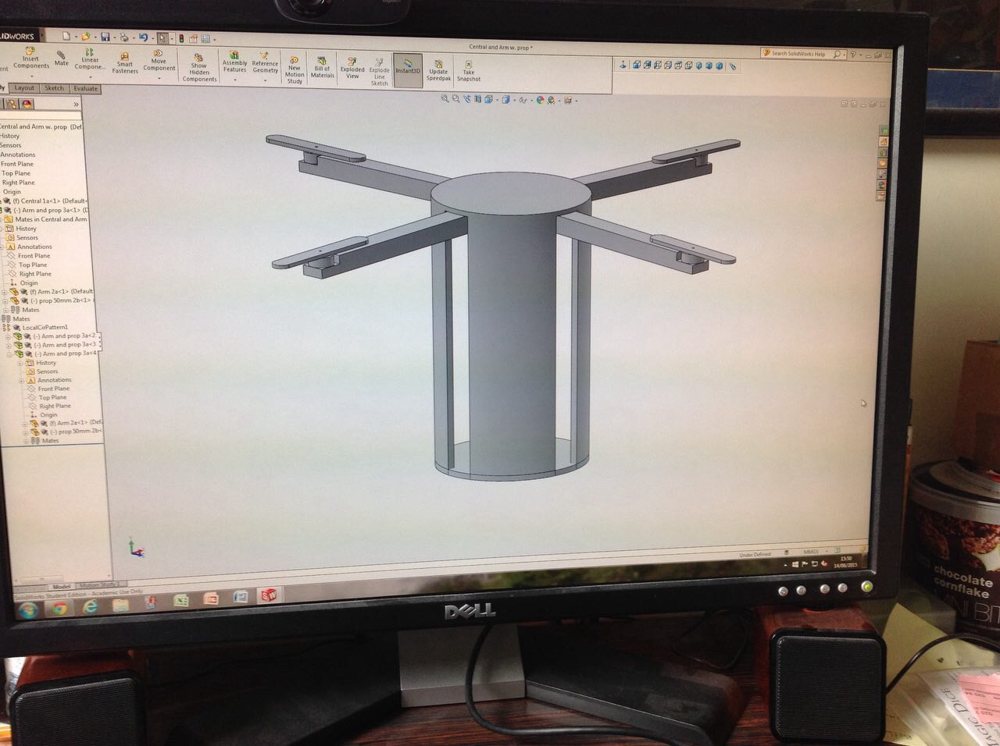 SOLIDWORKS
Central and Arm w. prop *
Search SolidWorks Help
Insert Components
Mate
Linear Compone...
Smart Fasteners
Move Component
Show Hidden Components
Assembly Features
Reference Geometry
New Motion Study
Bill of Materials
Exploded View
Explode Line Sketch
Instant3D
Update Speedpak
Take Snapshot
Layout
Sketch
Evaluate
Central and Arm w. prop (Def
History
Sensors
Annotations
Front Plane
Top Plane
Right Plane
Origin
(f) Central 1a<1> (Default<
(-) Arm and prop 3a<1> (D
Mates in Central and Arm
History
Sensors
Annotations
Front Plane
Top Plane
Right Plane
Origin
(f) Arm 2a<1> (Default
(-) prop 50mm 2b<1>
Mates
Mates
LocalCirPattern1
(-) Arm and prop 3a<2
(-) Arm and prop 3a<3
(-) Arm and prop 3a<4
History
Sensors
Annotations
Front Plane
Top Plane
Right Plane
Origin
(f) Arm 2a<1> (Def
(-) prop 50mm 2b<
Mates
Model
Motion Study 1
SolidWorks Student Edition - Academic Use Only
Under Defined
MMGS
15:50
14/06/2015
DELL
chocolate
cornflake
MINI BIT
MAGIC DICE